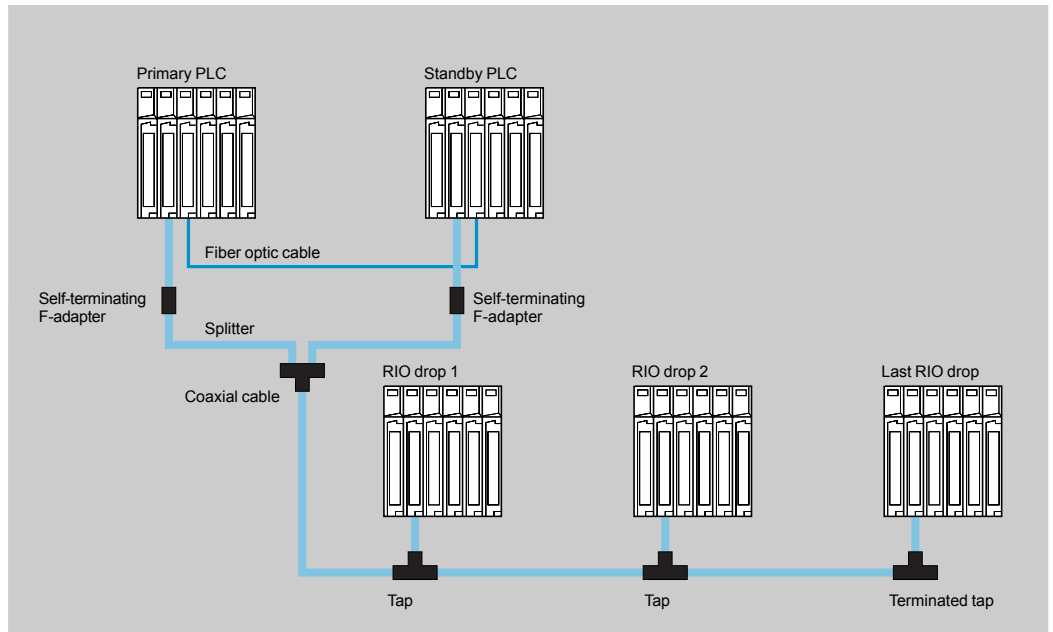 Primary PLC
Standby PLC
Fiber optic cable
Self-terminating
F-adapter
Self-terminating
F-adapter
Splitter
Coaxial cable
RIO drop 1
RIO drop 2
Last RIO drop
Tap
Tap
Terminated tap